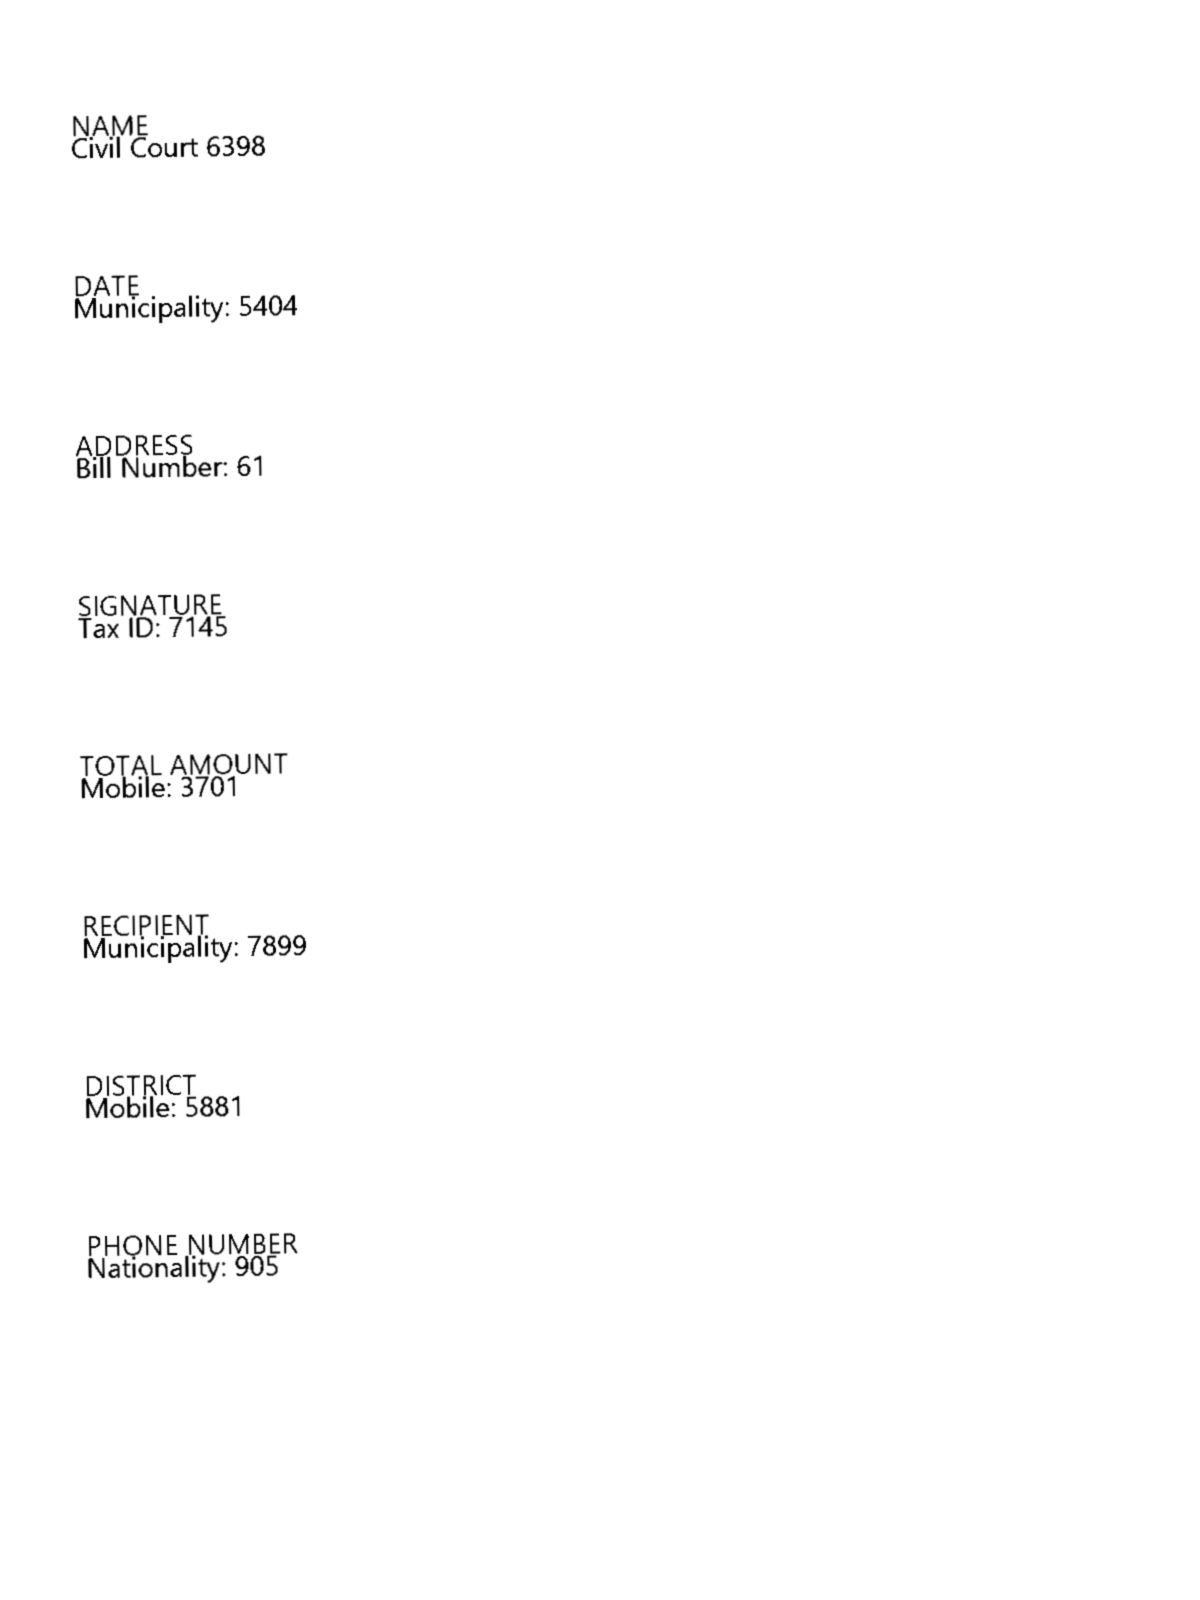 NAME
Civil Court 6398
DATE
Municipality: 5404
ADDRESS
Bill Number: 61
SIGNATURE
Tax ID: 7145
TOTAL AMOUNT
Mobile: 3701
RECIPIENT
Municipality: 7899
DISTRICT
Mobile: 5881
PHONE NUMBER
Nationality: 905